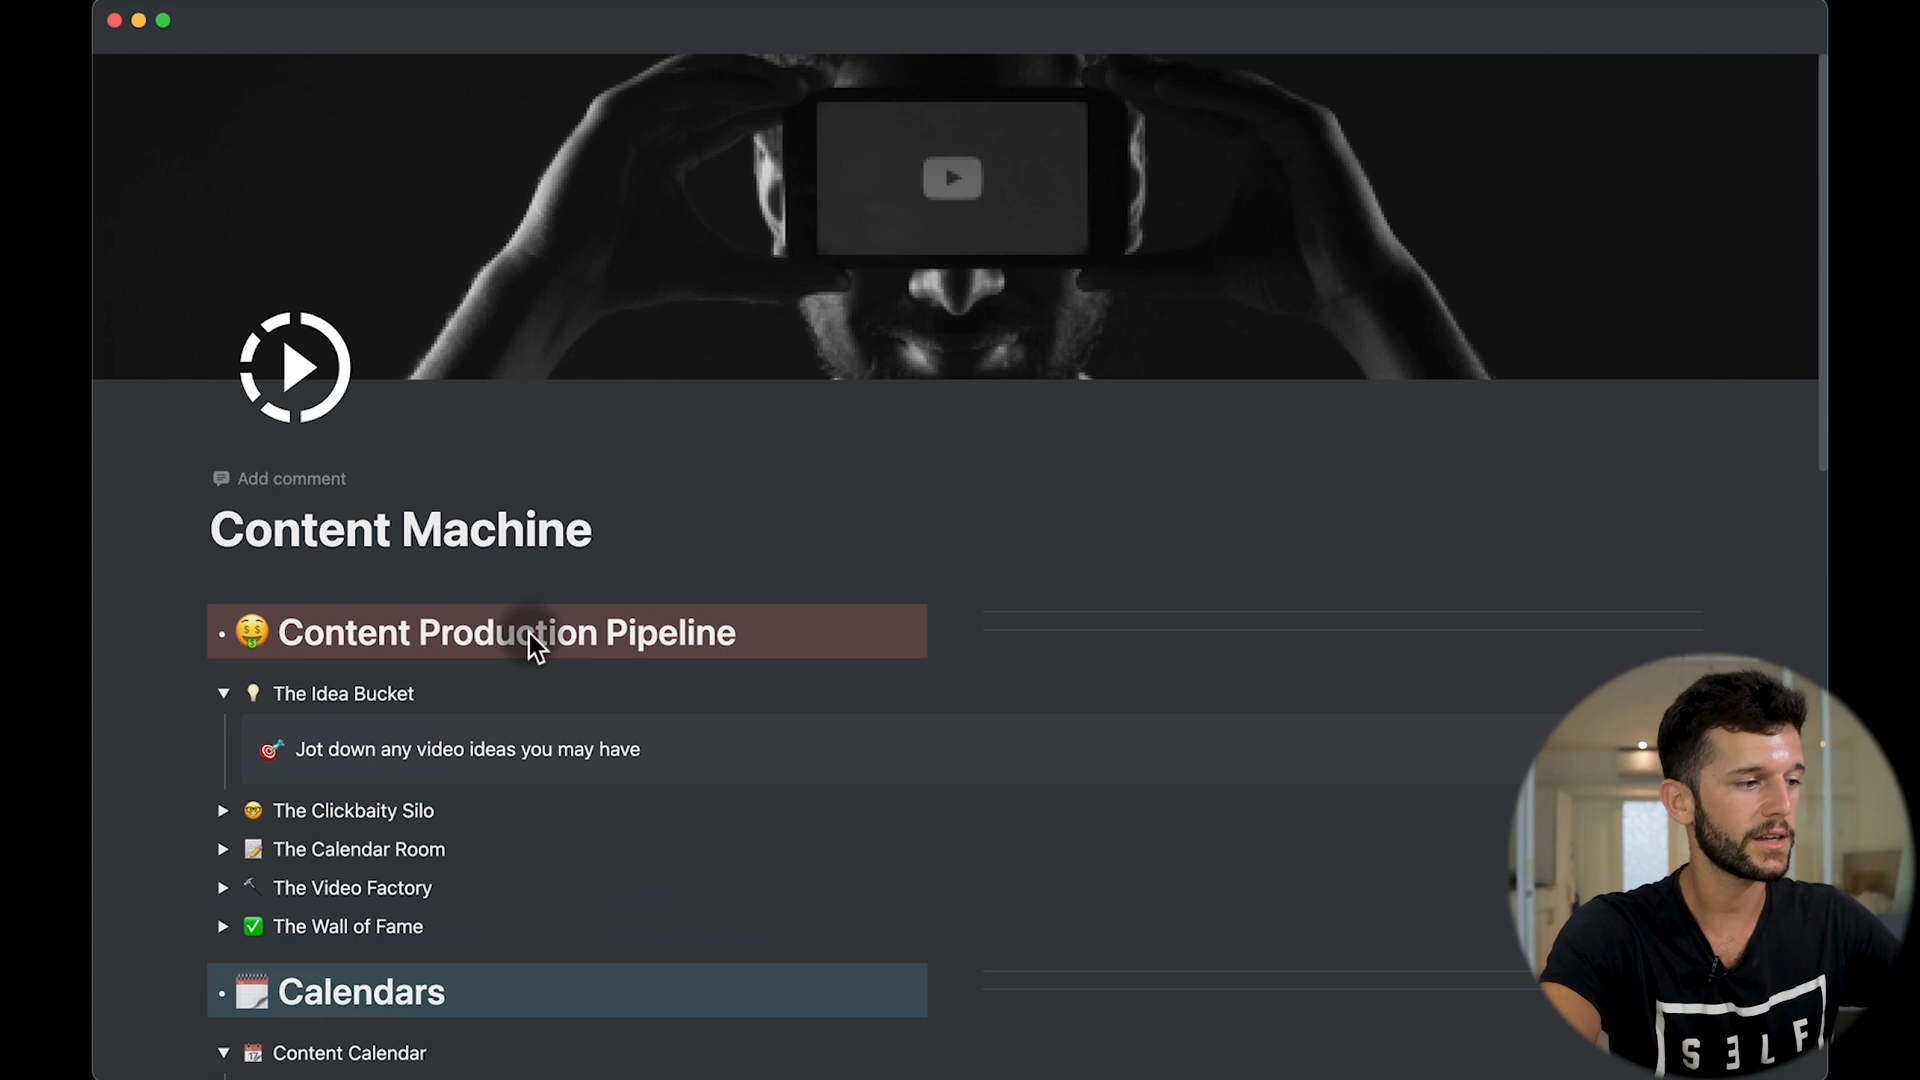 Add comment
Content Machine
Content Production Pipeline
The Idea Bucket
Jot down any video ideas you may have
The Clickbaity Silo
The Calendar Room
The Video Factory
The Wall of Fame
Calendars
Content Calendar
SELF